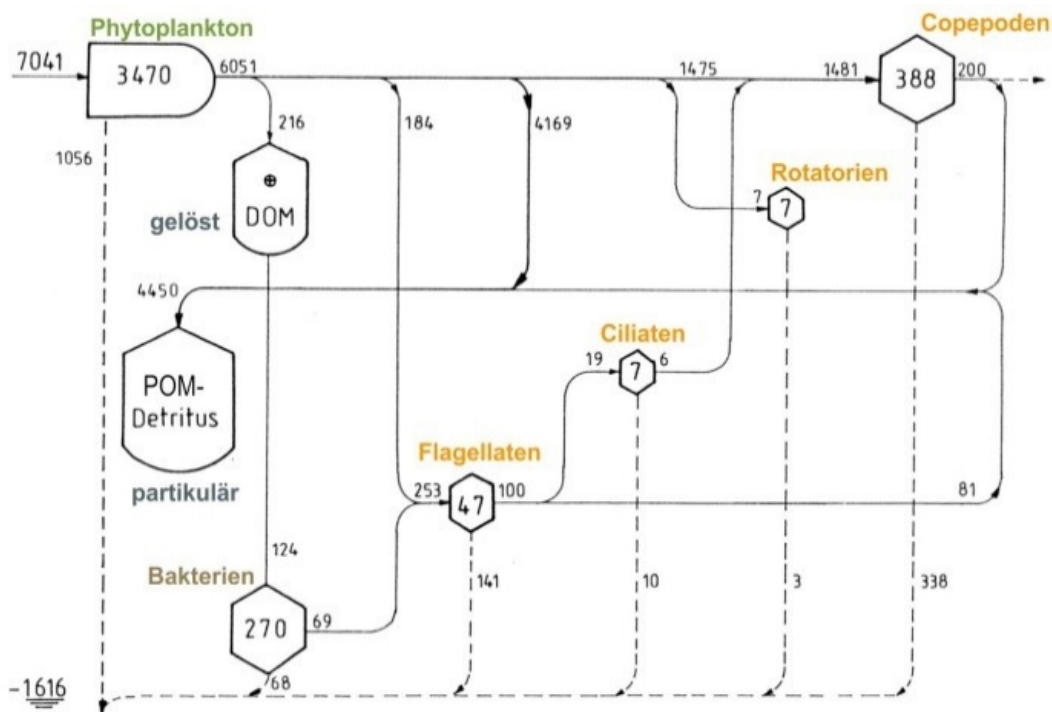 Phytoplankton
Copepoden
7041
3470
6051
1475
1481
388
200
216
184
4169
1056
⊕
DOM
gelöst
Rotatorien
7
7
4450
POM-
Detritus
partikulär
Ciliaten
19
7
6
Flagellaten
253
47
100
81
124
Bakterien
270
69
141
10
3
338
68
-1616